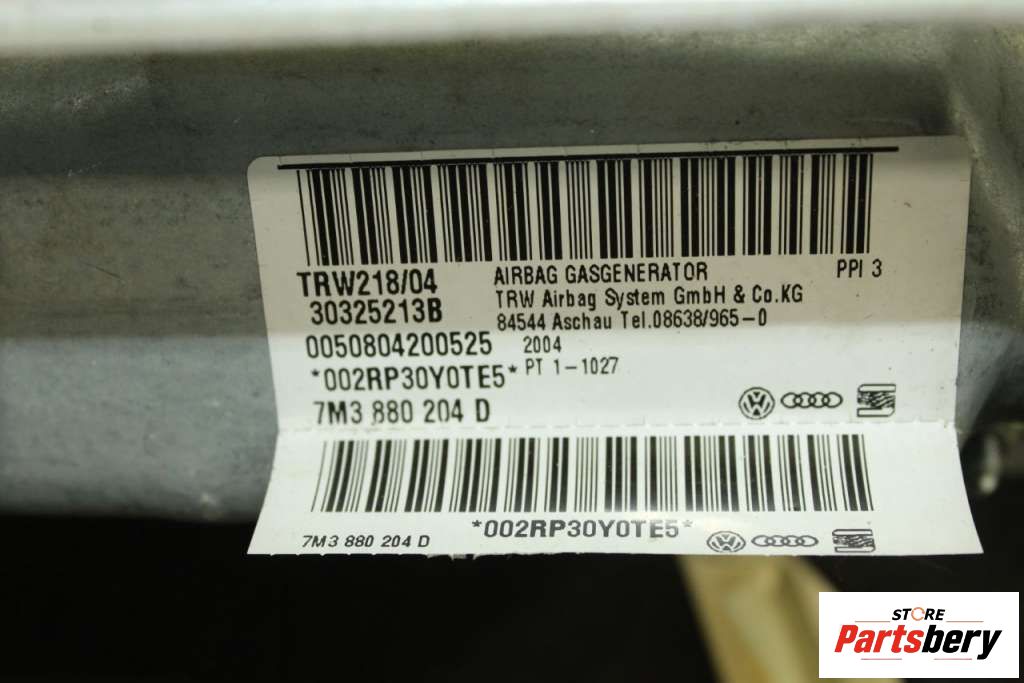 TRW218/04
30325213B
0050804200525
*002RP30Y0TE5*
7M3 880 204 D
AIRBAG GASGENERATOR PPI 3
TRW Airbag System GmbH & Co.KG
84544 Aschau Tel.08638/965-0
2004
PT 1-1027
*002RP30Y0TE5*
7M3 880 204 D
STORE
Partsbery